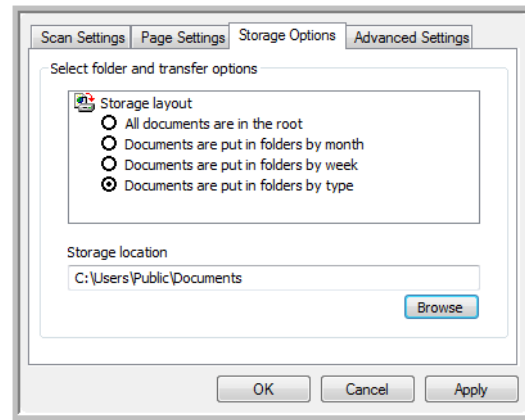 Scan Settings Page Settings Storage Options Advanced Settings
Select folder and transfer options
Storage layout
All documents are in the root
Documents are put in folders by month
Documents are put in folders by week
Documents are put in folders by type
Storage location
C:\Users\Public\Documents
Browse
OK Cancel Apply